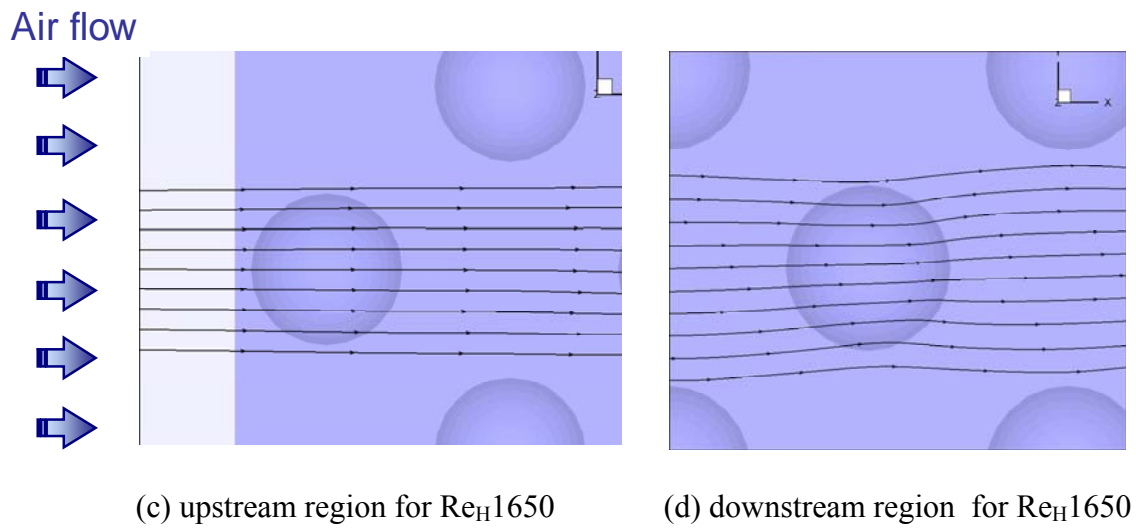 Air flow
z
x
(c) upstream region for ReH1650
(d) downstream region for ReH1650